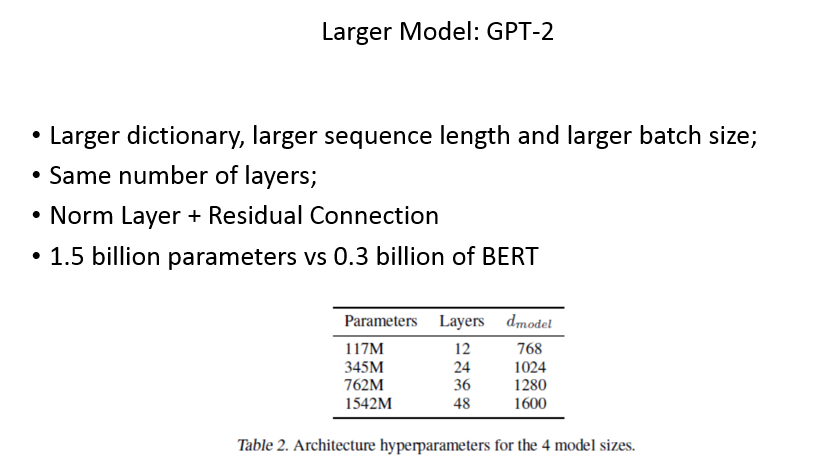 Larger Model: GPT-2
• Larger dictionary, larger sequence length and larger batch size;
• Same number of layers;
• Norm Layer + Residual Connection
• 1.5 billion parameters vs 0.3 billion of BERT
Parameters Layers d_model
117M 12 768
345M 24 1024
762M 36 1280
1542M 48 1600
Table 2. Architecture hyperparameters for the 4 model sizes.